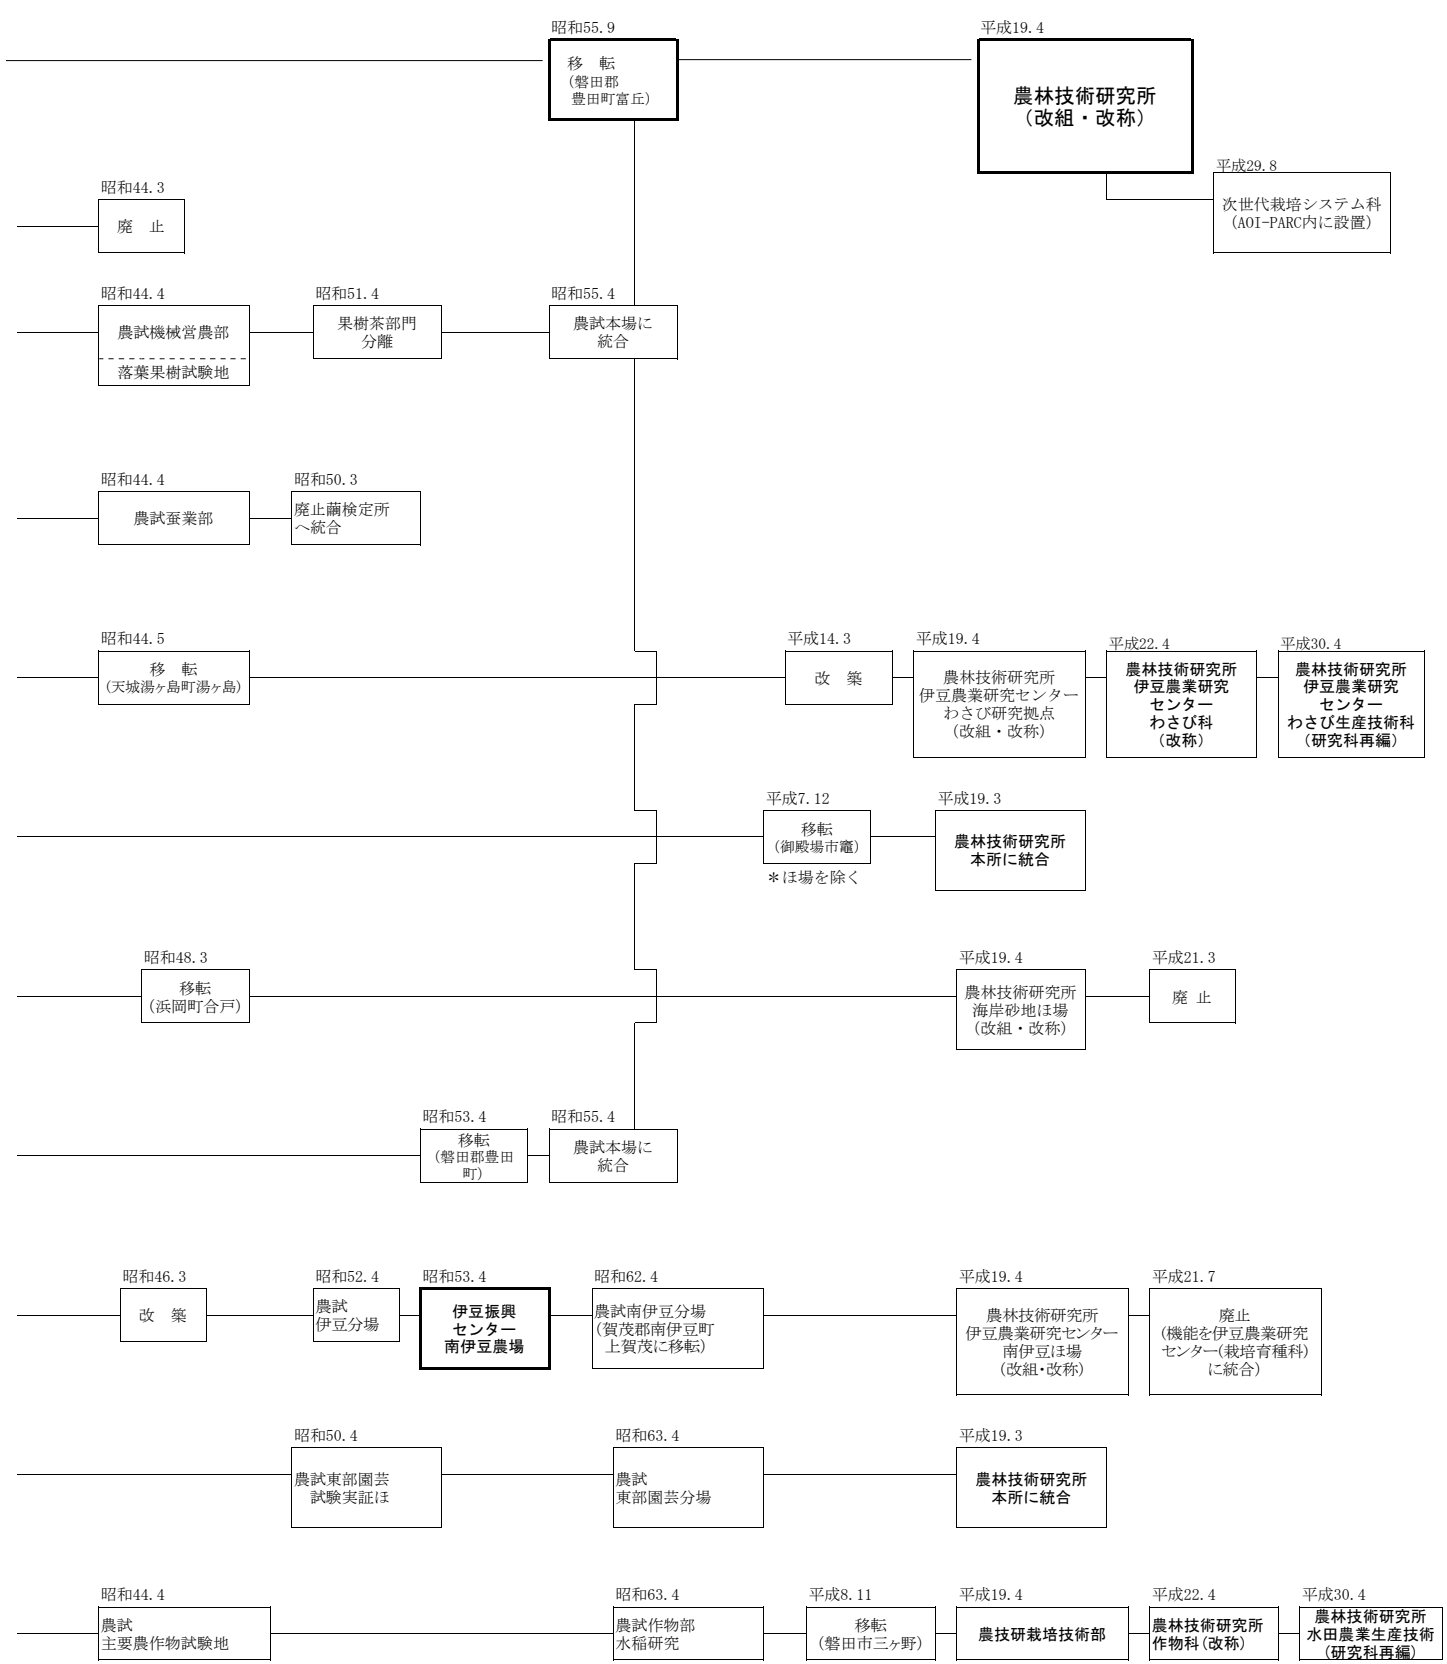 昭和55.9
移　転
(磐田郡
豊田町富丘)
平成19.4
農林技術研究所
（改組・改称）
平成29.8
次世代栽培システム科
(AOI-PARC内に設置)
昭和44.3
廃　止
昭和44.4
農試機械営農部
落葉果樹試験地
昭和51.4
果樹茶部門
分離
昭和55.4
農試本場に
統合
昭和44.4
農試蚕業部
昭和50.3
廃止繭検定所
へ統合
昭和44.5
移　転
(天城湯ヶ島町湯ヶ島)
平成14.3
改　築
平成19.4
農林技術研究所
伊豆農業研究センター
わさび研究拠点
(改組・改称)
平成22.4
農林技術研究所
伊豆農業研究
センター
わさび科
(改称)
平成30.4
農林技術研究所
伊豆農業研究
センター
わさび生産技術科
(研究科再編)
平成7.12
移転
(御殿場市竈)
＊ほ場を除く
平成19.3
農林技術研究所
本所に統合
昭和48.3
移転
(浜岡町合戸)
平成19.4
農林技術研究所
海岸砂地ほ場
(改組・改称)
平成21.3
廃 止
昭和53.4
移転
(磐田郡豊田
町)
昭和55.4
農試本場に
統合
昭和46.3
改　築
昭和52.4
農試
伊豆分場
昭和53.4
伊豆振興
センター
南伊豆農場
昭和62.4
農試南伊豆分場
(賀茂郡南伊豆町
上賀茂に移転)
平成19.4
農林技術研究所
伊豆農業研究センター
南伊豆ほ場
(改組・改称)
平成21.7
廃止
(機能を伊豆農業研究
センター(栽培育種科)
に統合)
昭和50.4
農試東部園芸
試験実証ほ
昭和63.4
農試
東部園芸分場
平成19.3
農林技術研究所
本所に統合
昭和44.4
農試
主要農作物試験地
昭和63.4
農試作物部
水稲研究
平成8.11
移転
(磐田市三ヶ野)
平成19.4
農技研栽培技術部
平成22.4
農林技術研究所
作物科(改称)
平成30.4
農林技術研究所
水田農業生産技術
(研究科再編)